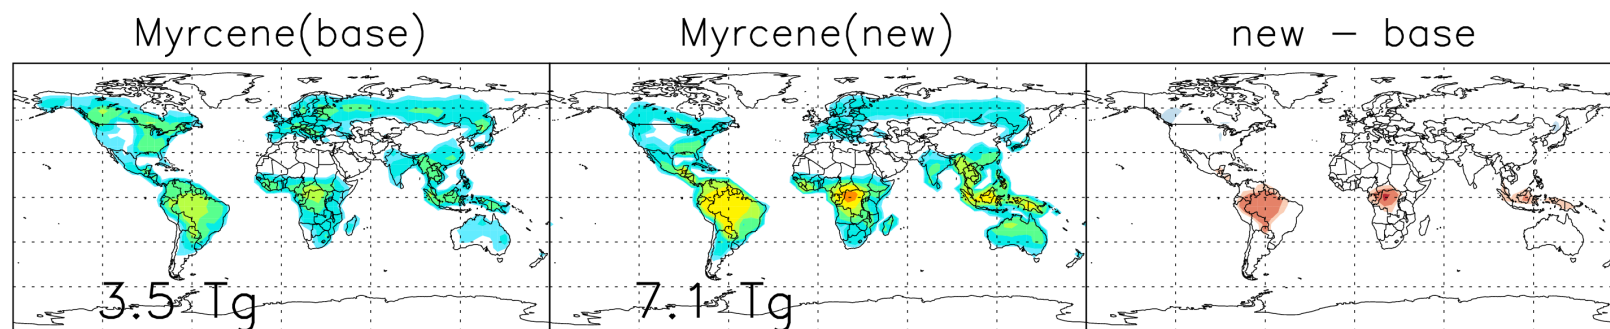 Myrcene(base)
Myrcene(new)
new − base
3.5 Tg
7.1 Tg